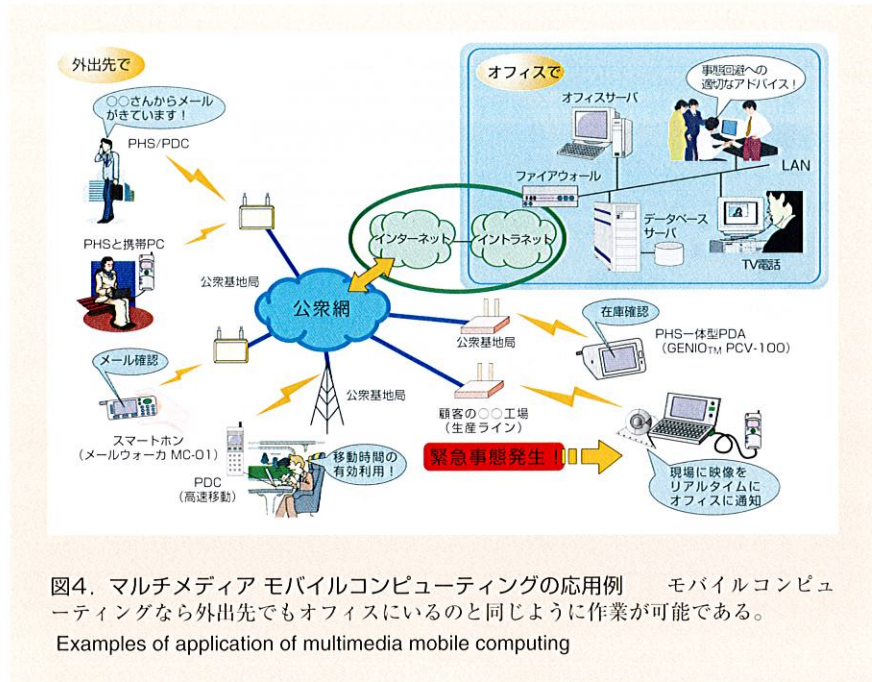 外出先で
オフィスで
○○さんからメール
がきています！
PHS/PDC
PHSと携帯PC
公衆基地局
メール確認
スマートホン
（メールウォーカ MC-01）
公衆網
インターネット
イントラネット
オフィスサーバ
ファイアウォール
事態回避への
適切なアドバイス！
LAN
データベース
サーバ
TV電話
公衆基地局
在庫確認
PHS一体型PDA
（GENIOTM PCV-100）
公衆基地局
顧客の○○工場
（生産ライン）
PDC
（高速移動）
移動時間の
有効利用！
緊急事態発生！
現場に映像を
リアルタイムに
オフィスに通知
図4．マルチメディア モバイルコンピューティングの応用例　モバイルコンピュ
ーティングなら外出先でもオフィスにいるのと同じように作業が可能である。
Examples of application of multimedia mobile computing